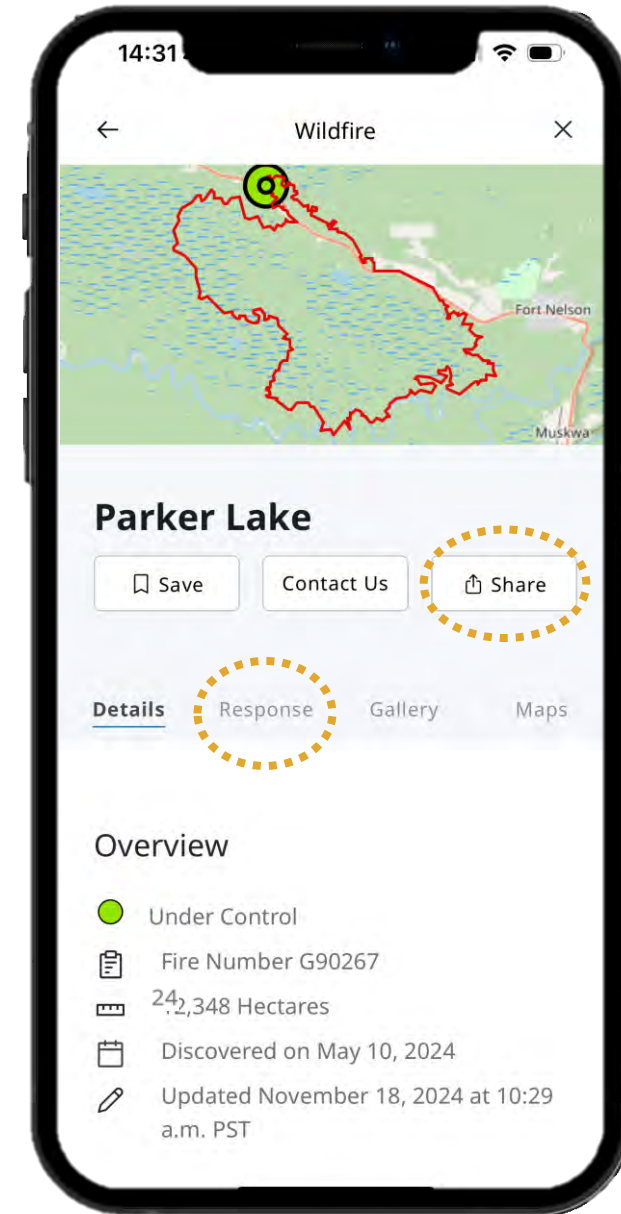 14:31
Wildfire
Fort Nelson
Muskwa
Parker Lake
Save Contact Us Share
Details Response Gallery Maps
Overview
Under Control
Fire Number G90267
2,348 Hectares
24
Discovered on May 10, 2024
Updated November 18, 2024 at 10:29
a.m. PST